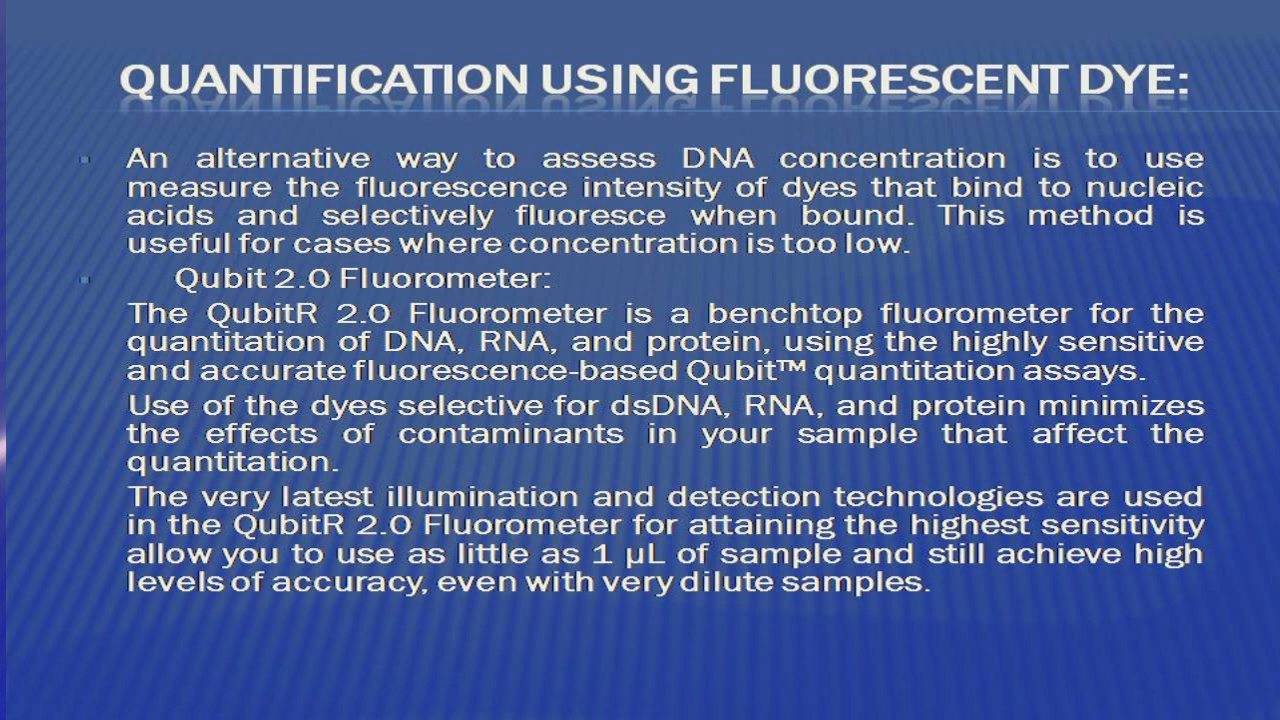 QUANTIFICATION USING FLUORESCENT DYE:
An alternative way to assess DNA concentration is to use
measure the fluorescence intensity of dyes that bind to nucleic
acids and selectively fluoresce when bound. This method is
useful for cases where concentration is too low.
Qubit 2.0 Fluorometer:
The QubitR 2.0 Fluorometer is a benchtop fluorometer for the
quantitation of DNA, RNA, and protein, using the highly sensitive
and accurate fluorescence-based Qubit™ quantitation assays.
Use of the dyes selective for dsDNA, RNA, and protein minimizes
the effects of contaminants in your sample that affect the
quantitation.
The very latest illumination and detection technologies are used
in the QubitR 2.0 Fluorometer for attaining the highest sensitivity
allow you to use as little as 1 µL of sample and still achieve high
levels of accuracy, even with very dilute samples.